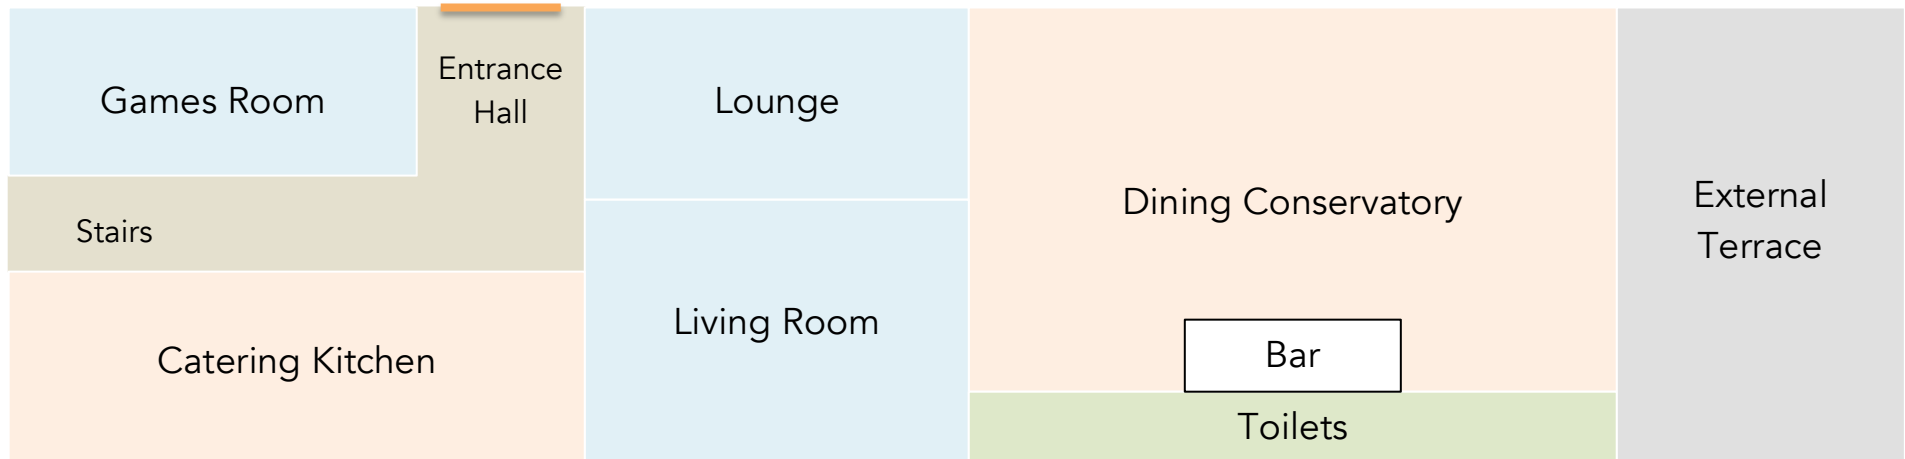 Entrance
Hall
Games Room
Lounge
Stairs
Catering Kitchen
Living Room
Dining Conservatory
Bar
Toilets
External
Terrace